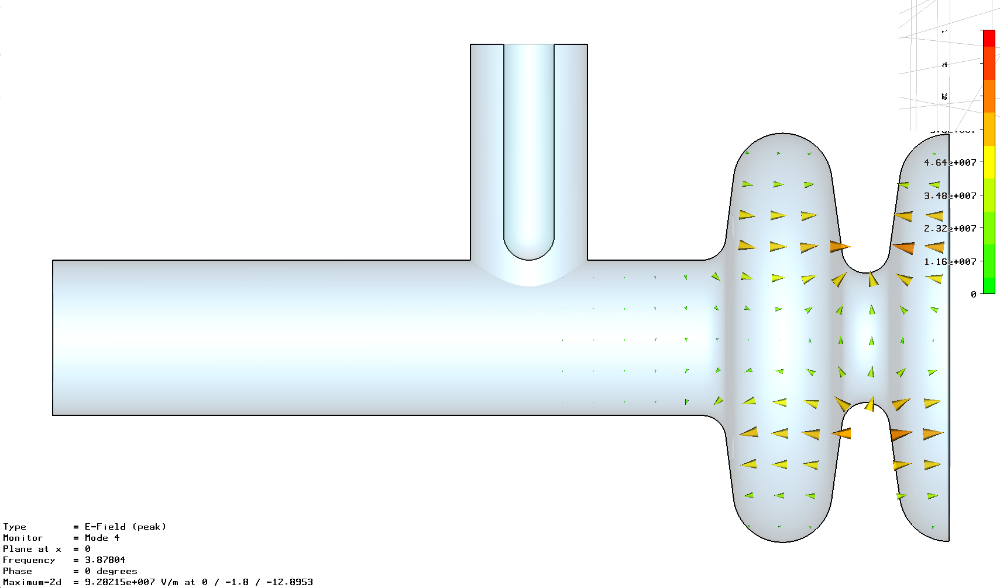 4.64e+007
3.48e+007
2.32e+007
1.16e+007
0
Type = E-Field (peak)
Monitor = Mode 4
Plane at x = 0
Frequency = 3.87804
Phase = 0 degrees
Maximum-2d = 9.28215e+007 V/m at 0 / -1.8 / -12.8953